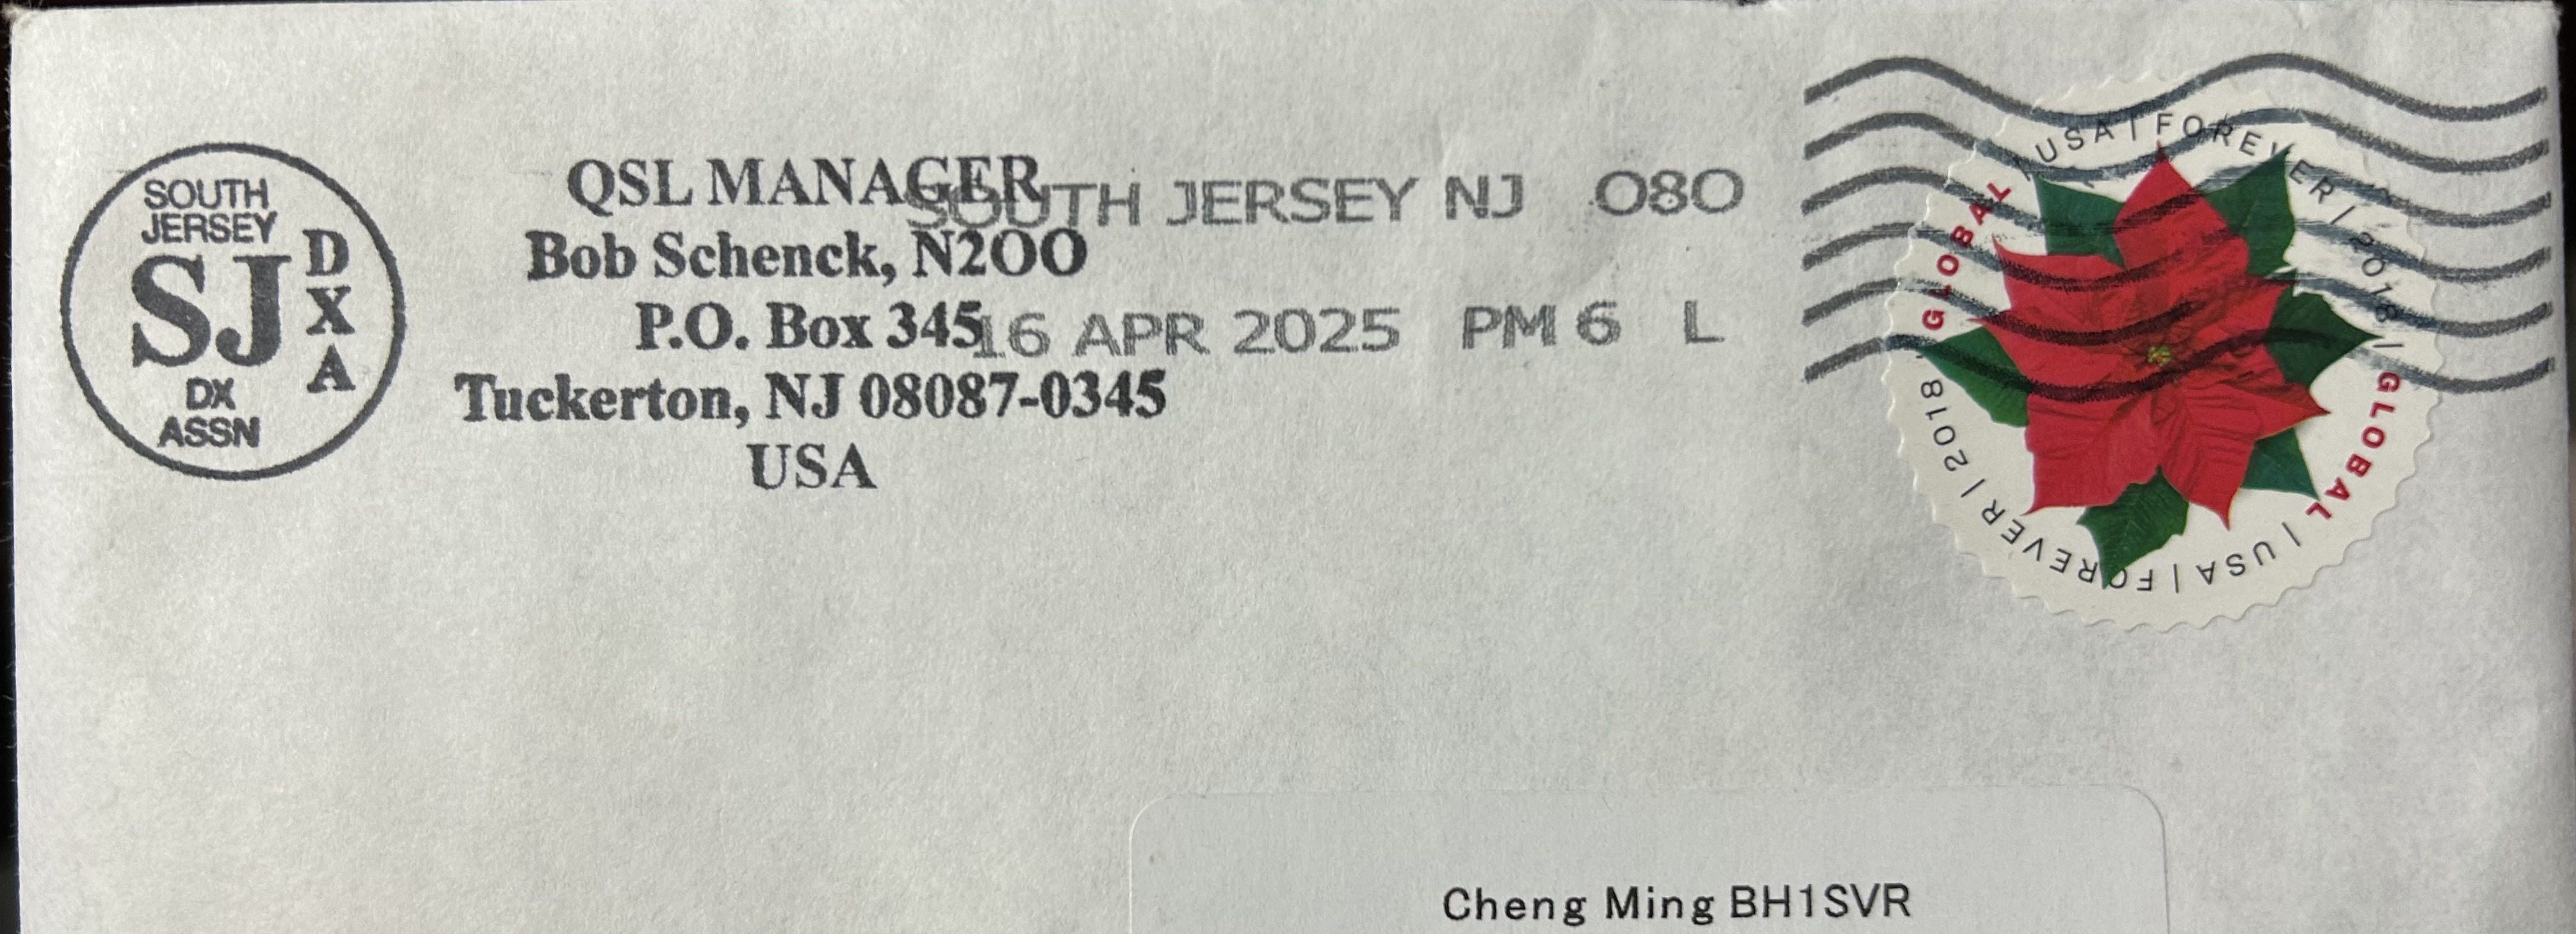 SOUTH
JERSEY
SJ
DXA
DX
ASSN
QSL MANAGER
Bob Schenck, N2OO
P.O. Box 345
Tuckerton, NJ 08087-0345
USA
SOUTH JERSEY NJ 080
16 APR 2025 PM 6 L
USA | FOREVER | 2018 | GLOBAL | USA | FOREVER | 2018 | GLOBAL
Cheng Ming BH1SVR